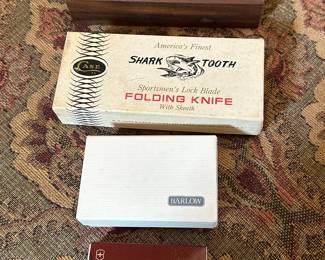 CASE
America's Finest
SHARK TOOTH
Sportsmen's Lock Blade
FOLDING KNIFE
With Sheath
BARLOW